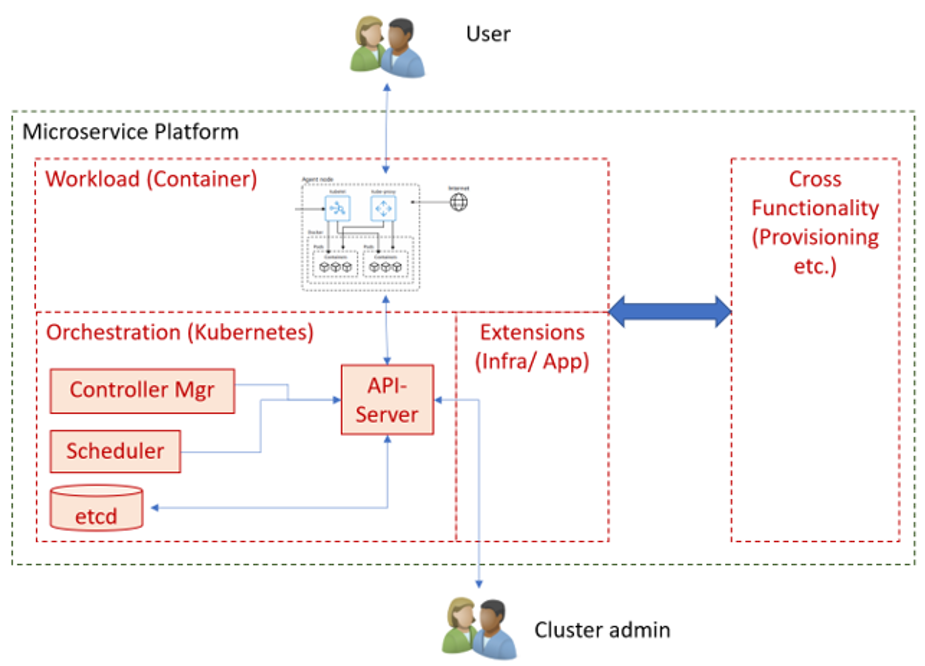 User
Microservice Platform
Workload (Container)
Agent node
Kubelet
Kube-proxy
Internet
Docker
Pods
Pods
Containers
Containers
Cross
Functionality
(Provisioning
etc.)
Orchestration (Kubernetes)
Extensions
(Infra/ App)
Controller Mgr
API-
Server
Scheduler
etcd
Cluster admin